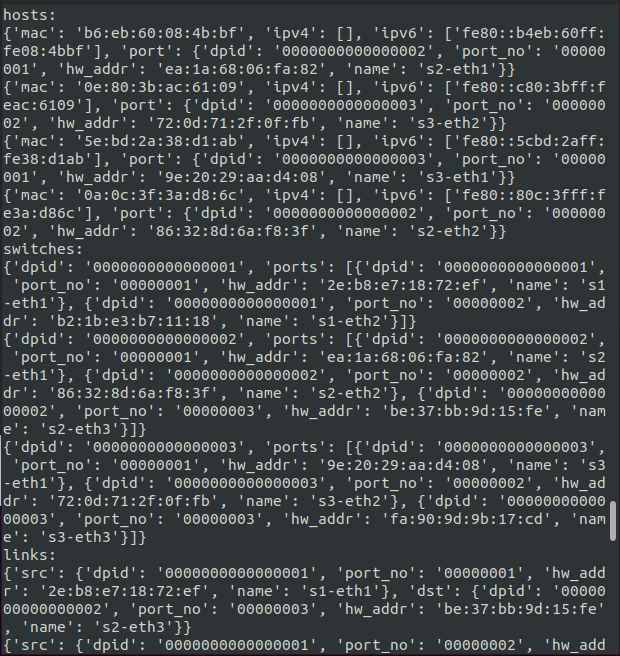 hosts:
{'mac': 'b6:eb:60:08:4b:bf', 'ipv4': [], 'ipv6': ['fe80::b4eb:60ff:
fe08:4bbf'], 'port': {'dpid': '0000000000000002', 'port_no': '00000
001', 'hw_addr': 'ea:1a:68:06:fa:82', 'name': 's2-eth1'}}
{'mac': '0e:80:3b:ac:61:09', 'ipv4': [], 'ipv6': ['fe80::c80:3bff:f
eac:6109'], 'port': {'dpid': '0000000000000003', 'port_no': '000000
02', 'hw_addr': '72:0d:71:2f:0f:fb', 'name': 's3-eth2'}}
{'mac': '5e:bd:2a:38:d1:ab', 'ipv4': [], 'ipv6': ['fe80::5cbd:2aff:
fe38:d1ab'], 'port': {'dpid': '0000000000000003', 'port_no': '00000
001', 'hw_addr': '9e:20:29:aa:d4:08', 'name': 's3-eth1'}}
{'mac': '0a:0c:3f:3a:d8:6c', 'ipv4': [], 'ipv6': ['fe80::80c:3fff:f
e3a:d86c'], 'port': {'dpid': '0000000000000002', 'port_no': '000000
02', 'hw_addr': '86:32:8d:6a:f8:3f', 'name': 's2-eth2'}}
switches:
{'dpid': '0000000000000001', 'ports': [{'dpid': '0000000000000001',
 'port_no': '00000001', 'hw_addr': '2e:b8:e7:18:72:ef', 'name': 's1
-eth1'}, {'dpid': '0000000000000001', 'port_no': '00000002', 'hw_ad
dr': 'b2:1b:e3:b7:11:18', 'name': 's1-eth2'}]}
{'dpid': '0000000000000002', 'ports': [{'dpid': '0000000000000002',
 'port_no': '00000001', 'hw_addr': 'ea:1a:68:06:fa:82', 'name': 's2
-eth1'}, {'dpid': '0000000000000002', 'port_no': '00000002', 'hw_ad
dr': '86:32:8d:6a:f8:3f', 'name': 's2-eth2'}, {'dpid': '00000000000
00002', 'port_no': '00000003', 'hw_addr': 'be:37:bb:9d:15:fe', 'nam
e': 's2-eth3'}]}
{'dpid': '0000000000000003', 'ports': [{'dpid': '0000000000000003',
 'port_no': '00000001', 'hw_addr': '9e:20:29:aa:d4:08', 'name': 's3
-eth1'}, {'dpid': '0000000000000003', 'port_no': '00000002', 'hw_ad
dr': '72:0d:71:2f:0f:fb', 'name': 's3-eth2'}, {'dpid': '00000000000
00003', 'port_no': '00000003', 'hw_addr': 'fa:90:9d:9b:17:cd', 'nam
e': 's3-eth3'}]}
links:
{'src': {'dpid': '0000000000000001', 'port_no': '00000001', 'hw_add
r': '2e:b8:e7:18:72:ef', 'name': 's1-eth1'}, 'dst': {'dpid': '00000
00000000002', 'port_no': '00000003', 'hw_addr': 'be:37:bb:9d:15:fe'
, 'name': 's2-eth3'}}
{'src': {'dpid': '0000000000000001', 'port_no': '00000002', 'hw_add